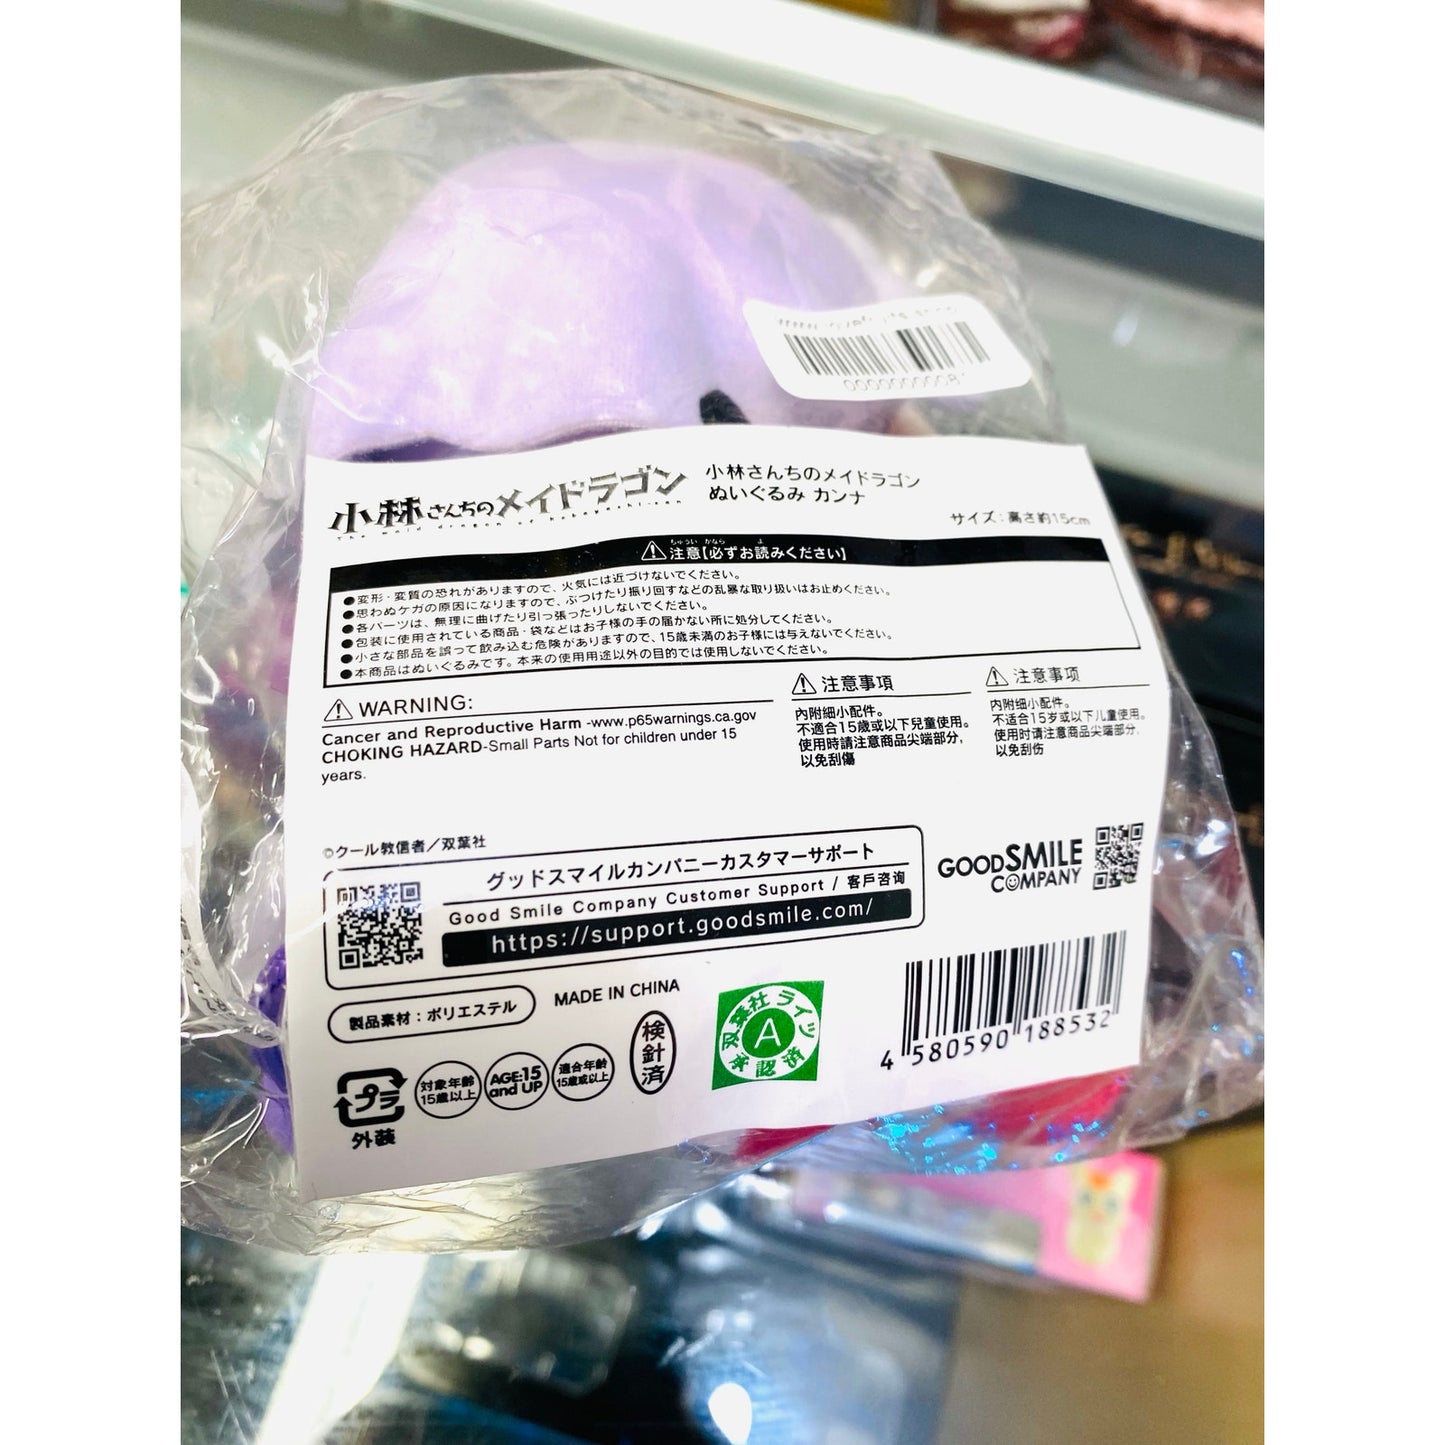 0000000008
小林さんちのメイドラゴン
The maid dragon of kobayashi-san
小林さんちのメイドラゴン
ぬいぐるみ カンナ
サイズ：高さ約15cm
注意【必ずお読みください】
●変形・変質の恐れがありますので、火気には近づけないでください。
●思わぬケガの原因になりますので、ぶつけたり振り回すなどの乱暴な取り扱いはお止めください。
●各パーツは、無理に曲げたり引っ張ったりしないでください。
●包装に使用されている商品・袋などはお子様の手の届かない所に処分してください。
●小さな部品を誤って飲み込む危険がありますので、15歳未満のお子様には与えないでください。
●本商品はぬいぐるみです。本来の使用用途以外の目的では使用しないでください。
WARNING:
Cancer and Reproductive Harm -www.p65warnings.ca.gov
CHOKING HAZARD-Small Parts Not for children under 15
years.
注意事項
內附細小配件。
不適合15歲或以下兒童使用。
使用時請注意商品尖端部分,
以免刮傷
注意事项
内附细小配件。
不适合15岁或以下儿童使用。
使用时请注意商品尖端部分,
以免刮伤
©クール教信者／双葉社
グッドスマイルカンパニーカスタマーサポート
Good Smile Company Customer Support / 客戶咨询
https://support.goodsmile.com/
GOODSMILE
COMPANY
製品素材：ポリエステル
MADE IN CHINA
双葉社ライツ
A
承認済
検針済
4 580590 188532
プラ
外装
対象年齢
15歳以上
AGE:15
and UP
適合年齡
15歲或以上